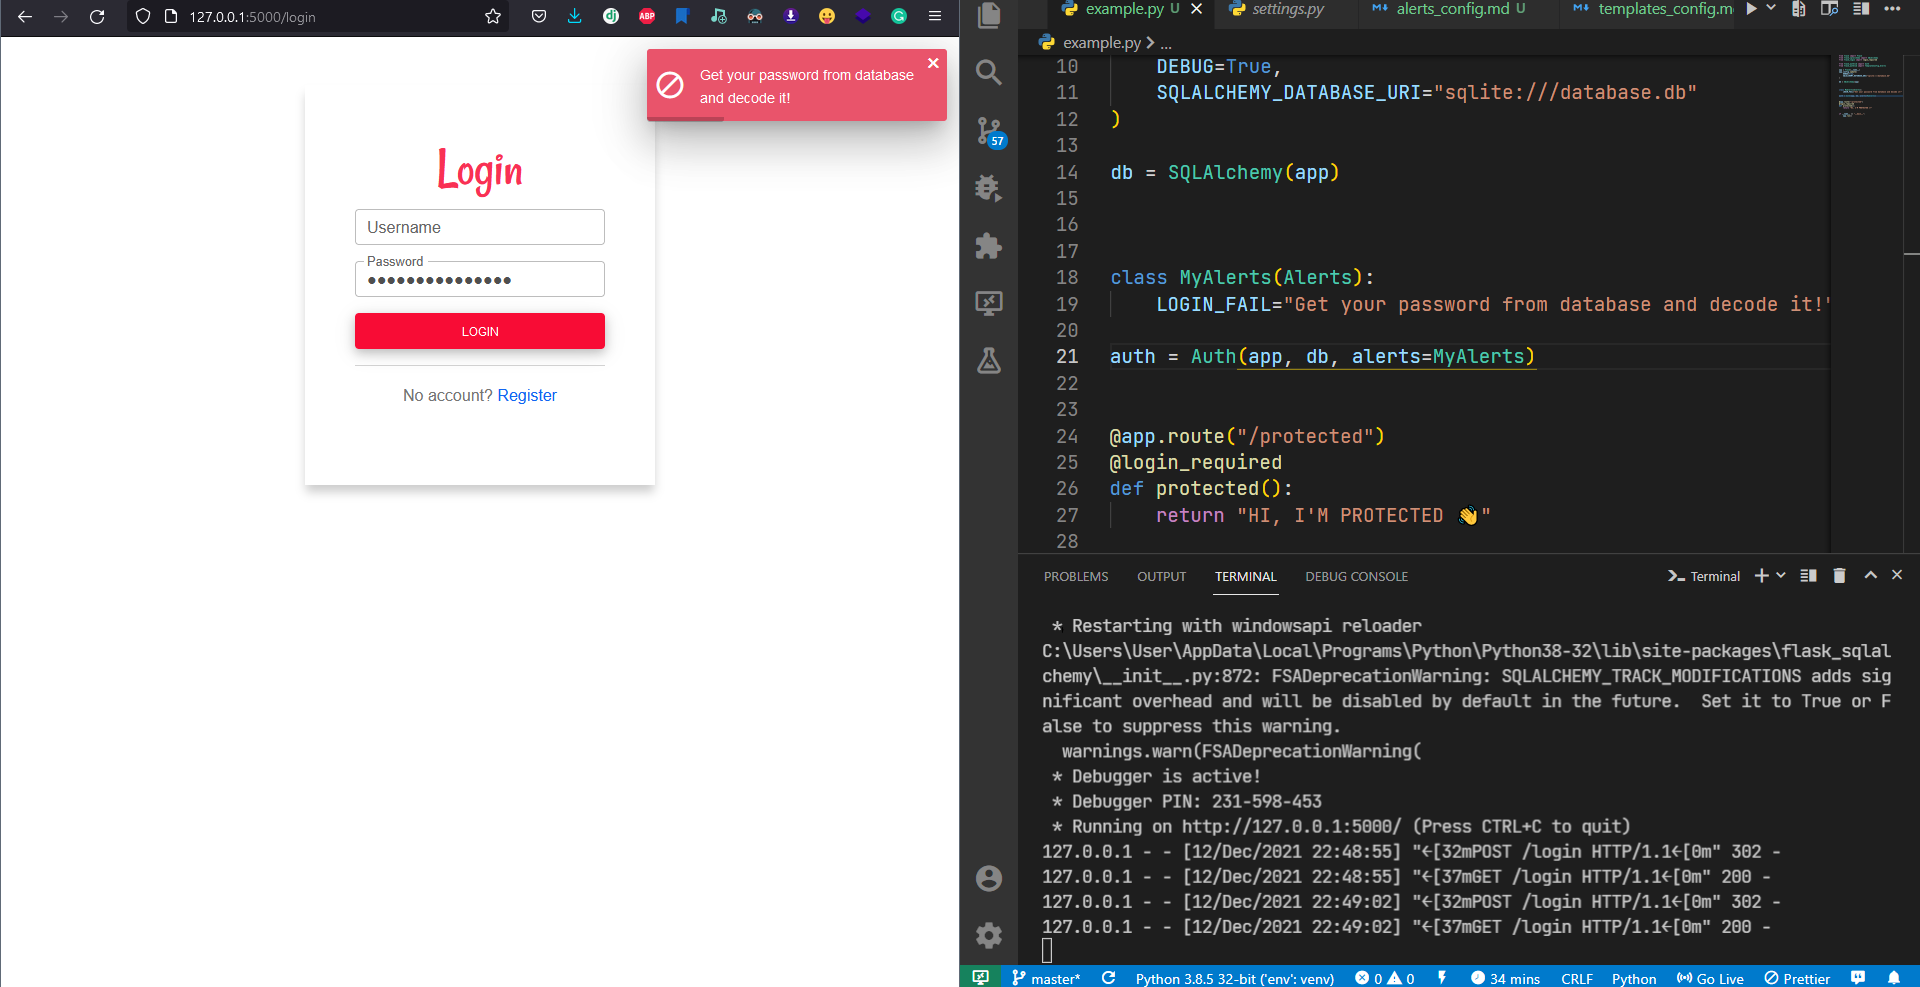 127.0.0.1:5000/login
ABP
Get your password from database
and decode it!
Login
Username
Password
LOGIN
No account? Register
example.py U
settings.py
alerts_config.md U
templates_config.m
example.py > ...
57
10 DEBUG=True,
11 SQLALCHEMY_DATABASE_URI="sqlite:///database.db"
12 )
13
14 db = SQLAlchemy(app)
15
16
17
18 class MyAlerts(Alerts):
19 LOGIN_FAIL="Get your password from database and decode it!"
20
21 auth = Auth(app, db, alerts=MyAlerts)
22
23
24 @app.route("/protected")
25 @login_required
26 def protected():
27 return "HI, I'M PROTECTED 👋"
28
PROBLEMS OUTPUT TERMINAL DEBUG CONSOLE
Terminal
* Restarting with windowsapi reloader
C:\Users\User\AppData\Local\Programs\Python\Python38-32\lib\site-packages\flask_sqlal
chemy\__init__.py:872: FSADeprecationWarning: SQLALCHEMY_TRACK_MODIFICATIONS adds sig
nificant overhead and will be disabled by default in the future.  Set it to True or F
alse to suppress this warning.
warnings.warn(FSADeprecationWarning(
* Debugger is active!
* Debugger PIN: 231-598-453
* Running on http://127.0.0.1:5000/ (Press CTRL+C to quit)
127.0.0.1 - - [12/Dec/2021 22:48:55] "←[32mPOST /login HTTP/1.1←[0m" 302 -
127.0.0.1 - - [12/Dec/2021 22:48:55] "←[37mGET /login HTTP/1.1←[0m" 200 -
127.0.0.1 - - [12/Dec/2021 22:49:02] "←[32mPOST /login HTTP/1.1←[0m" 302 -
127.0.0.1 - - [12/Dec/2021 22:49:02] "←[37mGET /login HTTP/1.1←[0m" 200 -
master* Python 3.8.5 32-bit ('env': venv) 0 0 34 mins CRLF Python Go Live Prettier